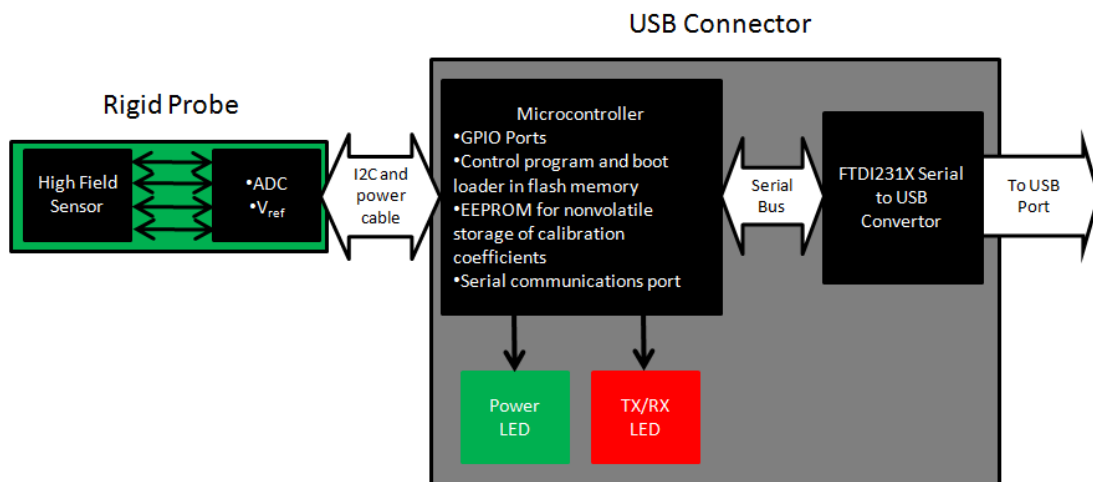 USB Connector
Rigid Probe
High Field
Sensor
•ADC
•Vref
I2C and
power
cable
Microcontroller
•GPIO Ports
•Control program and boot
loader in flash memory
•EEPROM for nonvolatile
storage of calibration
coefficients
•Serial communications port
Serial
Bus
FTDI231X Serial
to USB
Convertor
To USB
Port
Power
LED
TX/RX
LED